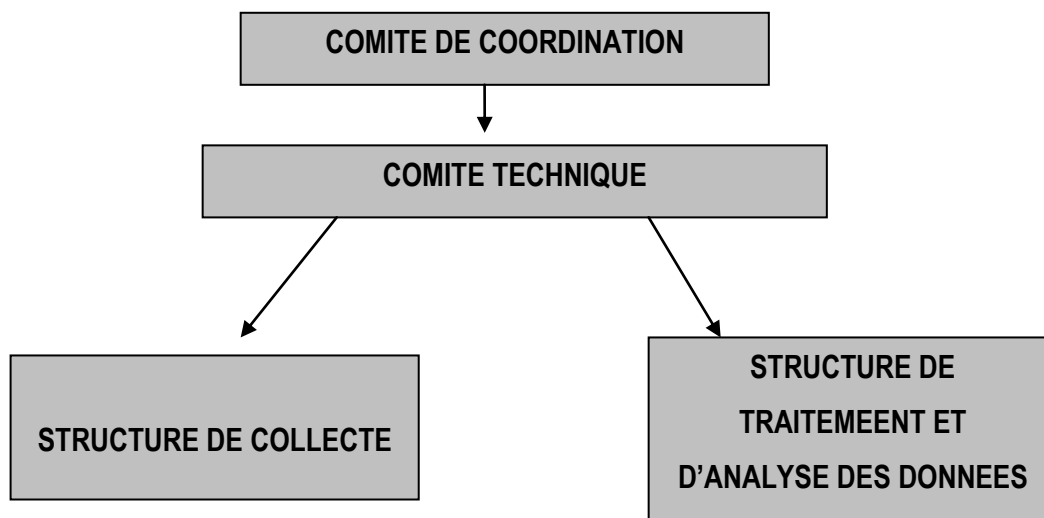 COMITE DE COORDINATION
COMITE TECHNIQUE
STRUCTURE DE COLLECTE
STRUCTURE DE
TRAITEMEENT ET
D’ANALYSE DES DONNEES